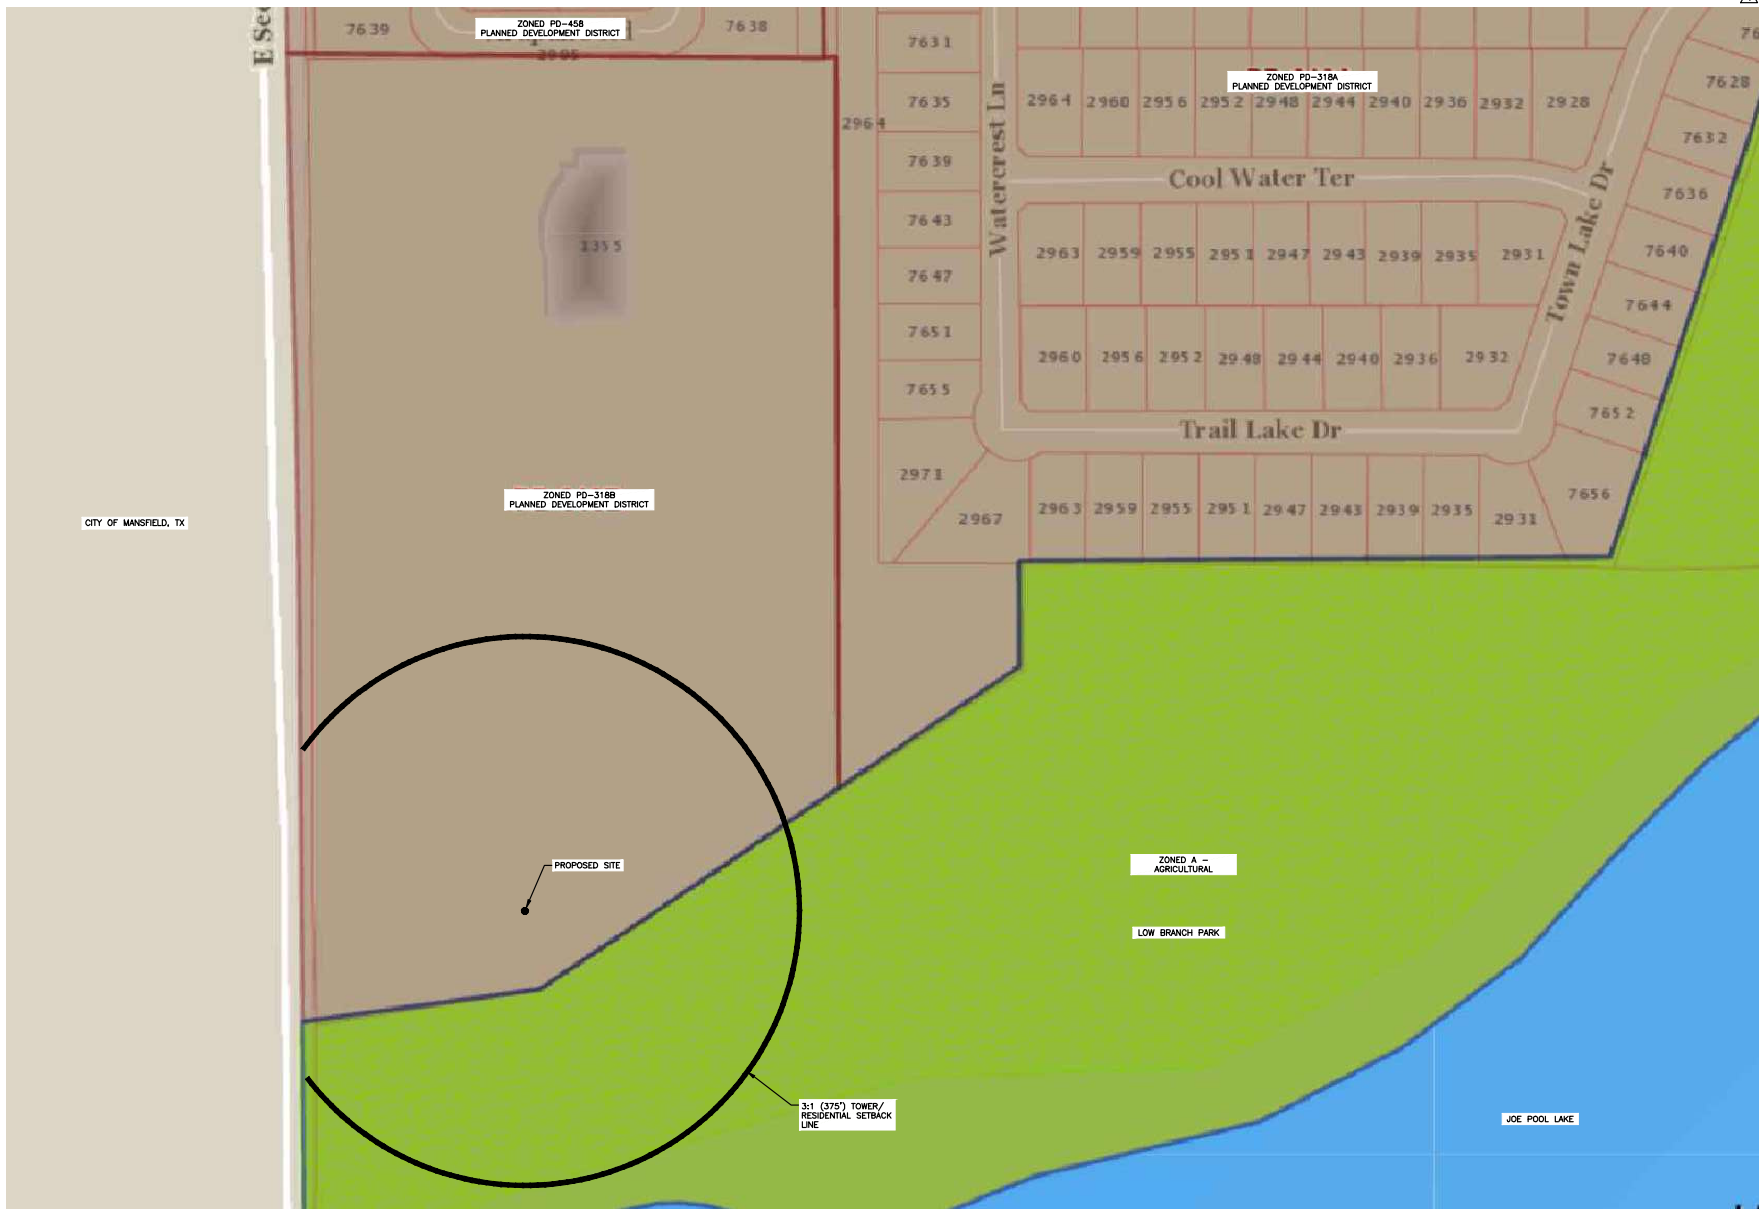 E Sec
7639
ZONED PD-458
PLANNED DEVELOPMENT DISTRICT
7638
2995
7631
7635
7639
7643
7647
7651
7655
2971
2967
2964
Watercrest Ln
ZONED PD-318A
PLANNED DEVELOPMENT DISTRICT
2964 2960 2956 2952 2948 2944 2940 2936 2932 2928
Cool Water Ter
2963 2959 2955 2951 2947 2943 2939 2935 2931
2960 2956 2952 2948 2944 2940 2936 2932
Trail Lake Dr
2963 2959 2955 2951 2947 2943 2939 2935 2931
Town Lake Dr
7628
7632
7636
7640
7644
7648
7652
7656
1355
ZONED PD-318B
PLANNED DEVELOPMENT DISTRICT
CITY OF MANSFIELD, TX
PROPOSED SITE
ZONED A -
AGRICULTURAL
LOW BRANCH PARK
3:1 (375') TOWER/
RESIDENTIAL SETBACK
LINE
JOE POOL LAKE